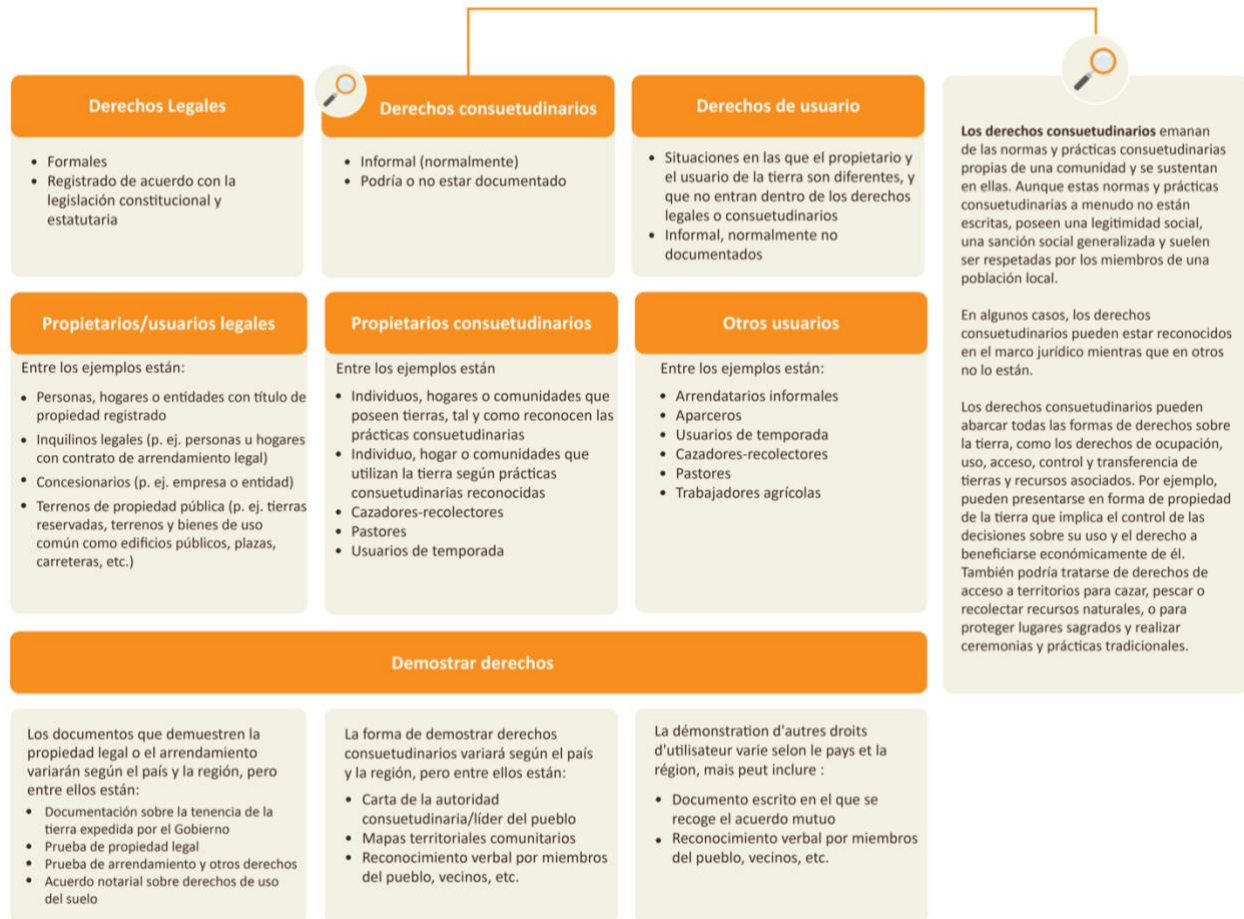 Derechos Legales
• Formales
• Registrado de acuerdo con la
legislación constitucional y
estatutaria
Derechos consuetudinarios
• Informal (normalmente)
• Podría o no estar documentado
Derechos de usuario
• Situaciones en las que el propietario y
el usuario de la tierra son diferentes, y
que no entran dentro de los derechos
legales o consuetudinarios
• Informal, normalmente no
documentados
Propietarios/usuarios legales
Entre los ejemplos están:
• Personas, hogares o entidades con título de
propiedad registrado
• Inquilinos legales (p. ej. personas u hogares
con contrato de arrendamiento legal)
• Concesionarios (p. ej. empresa o entidad)
• Terrenos de propiedad pública (p. ej. tierras
reservadas, terrenos y bienes de uso
común como edificios públicos, plazas,
carreteras, etc.)
Propietarios consuetudinarios
Entre los ejemplos están
• Individuos, hogares o comunidades que
poseen tierras, tal y como reconocen las
prácticas consuetudinarias
• Individuo, hogar o comunidades que
utilizan la tierra según prácticas
consuetudinarias reconocidas
• Cazadores-recolectores
• Pastores
• Usuarios de temporada
Otros usuarios
Entre los ejemplos están:
• Arrendatarios informales
• Aparceros
• Usuarios de temporada
• Cazadores-recolectores
• Pastores
• Trabajadores agrícolas
Demostrar derechos
Los documentos que demuestren la
propiedad legal o el arrendamiento
variarán según el país y la región, pero
entre ellos están:
• Documentación sobre la tenencia de la
tierra expedida por el Gobierno
• Prueba de propiedad legal
• Prueba de arrendamiento y otros derechos
• Acuerdo notarial sobre derechos de uso
del suelo
La forma de demostrar derechos
consuetudinarios variará según el país
y la región, pero entre ellos están:
• Carta de la autoridad
consuetudinaria/líder del pueblo
• Mapas territoriales comunitarios
• Reconocimiento verbal por miembros
del pueblo, vecinos, etc.
La démonstration d'autres droits
d'utilisateur varie selon le pays et la
région, mais peut inclure :
• Documento escrito en el que se
recoge el acuerdo mutuo
• Reconocimiento verbal por miembros
del pueblo, vecinos, etc.
Los derechos consuetudinarios emanan
de las normas y prácticas consuetudinarias
propias de una comunidad y se sustentan
en ellas. Aunque estas normas y prácticas
consuetudinarias a menudo no están
escritas, poseen una legitimidad social,
una sanción social generalizada y suelen
ser respetadas por los miembros de una
población local.
En algunos casos, los derechos
consuetudinarios pueden estar reconocidos
en el marco jurídico mientras que en otros
no lo están.
Los derechos consuetudinarios pueden
abarcar todas las formas de derechos sobre
la tierra, como los derechos de ocupación,
uso, acceso, control y transferencia de
tierras y recursos asociados. Por ejemplo,
pueden presentarse en forma de propiedad
de la tierra que implica el control de las
decisiones sobre su uso y el derecho a
beneficiarse económicamente de él.
También podría tratarse de derechos de
acceso a territorios para cazar, pescar o
recolectar recursos naturales, o para
proteger lugares sagrados y realizar
ceremonias y prácticas tradicionales.